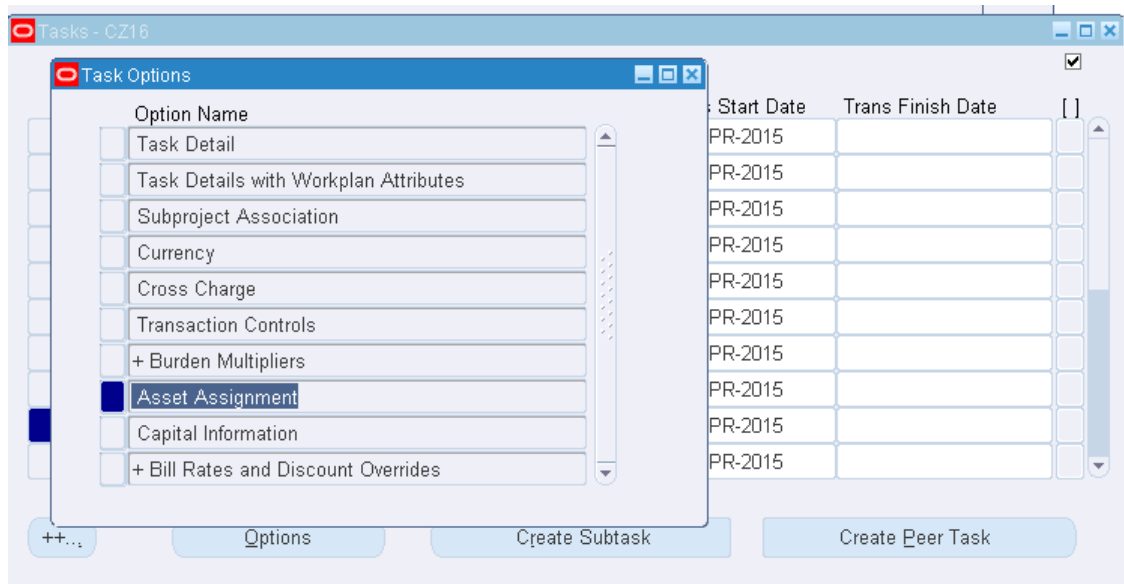 Tasks - CZ16
Task Options
Option Name
s Start Date Trans Finish Date [ ]
Task Detail
PR-2015
Task Details with Workplan Attributes
PR-2015
Subproject Association
PR-2015
Currency
PR-2015
Cross Charge
PR-2015
Transaction Controls
PR-2015
+ Burden Multipliers
PR-2015
Asset Assignment
PR-2015
Capital Information
PR-2015
+ Bill Rates and Discount Overrides
PR-2015
++... Options Create Subtask Create Peer Task